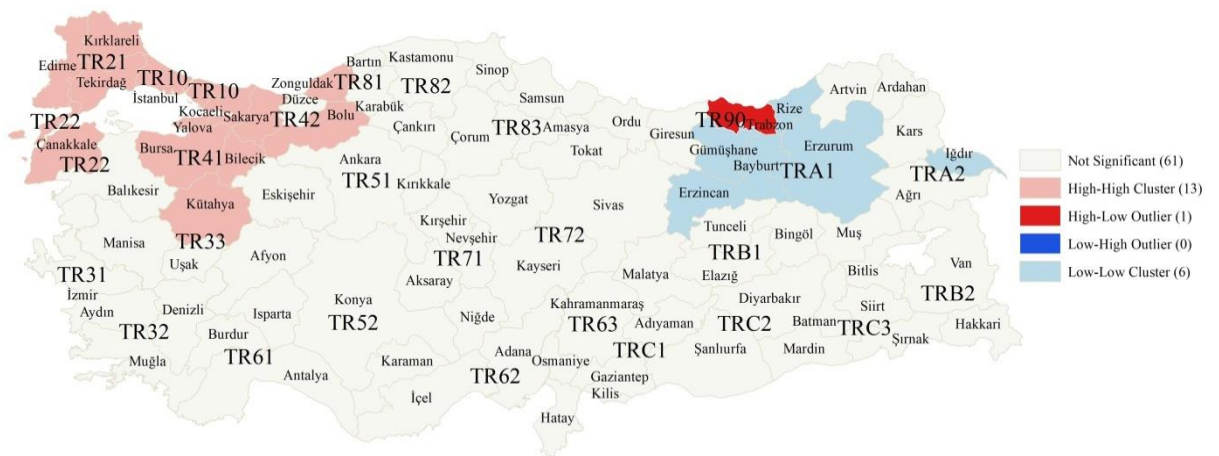 Kırklareli
Edirne
TR21
Tekirdağ
TR10
TR10
İstanbul
Kocaeli
Yalova
Sakarya
TR42
Düzce
Zonguldak
Bartın
TR81
Karabük
Bolu
Kastamonu
TR82
Sinop
Çankırı
Samsun
TR83
Amasya
Çorum
Tokat
Ordu
Giresun
TR90
Trabzon
Rize
Artvin
Ardahan
Kars
Gümüşhane
Bayburt
Erzurum
TRA1
Erzincan
Iğdır
TRA2
Ağrı
TR22
Çanakkale
TR22
Balıkesir
Bursa
TR41
Bilecik
Kütahya
TR33
Eskişehir
Ankara
TR51
Kırıkkale
Yozgat
Sivas
Kırşehir
Nevşehir
TR71
Aksaray
TR72
Kayseri
Manisa
Uşak
Afyon
TR31
İzmir
Aydın
TR32
Denizli
Muğla
Burdur
Isparta
TR61
Antalya
Konya
TR52
Karaman
Niğde
İçel
Adana
TR62
Osmaniye
Hatay
Kahramanmaraş
TR63
Adıyaman
TRC1
Gaziantep
Kilis
Malatya
Elazığ
TRB1
Tunceli
Bingöl
Muş
Bitlis
Van
TRB2
Hakkari
Diyarbakır
TRC2
Şanlıurfa
Batman
Mardin
Siirt
TRC3
Şırnak
Not Significant (61)
High-High Cluster (13)
High-Low Outlier (1)
Low-High Outlier (0)
Low-Low Cluster (6)